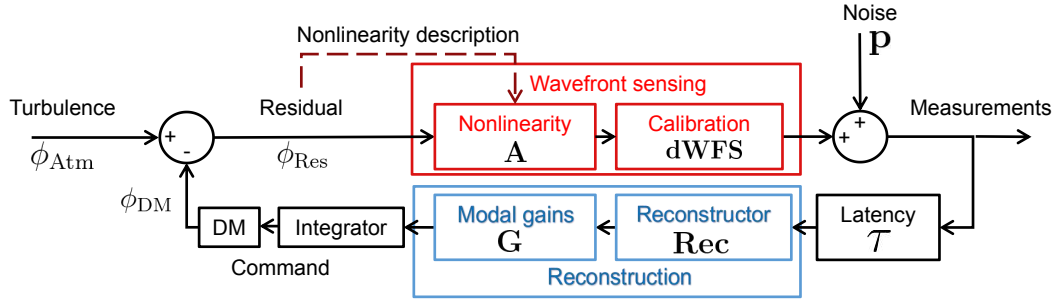 Noise
p
Nonlinearity description
Wavefront sensing
Turbulence
Residual
Nonlinearity
A
Calibration
dWFS
Measurements
+
-
+
+
ϕ_Atm
ϕ_Res
ϕ_DM
DM
Integrator
Modal gains
G
Reconstructor
Rec
Latency
τ
Command
Reconstruction